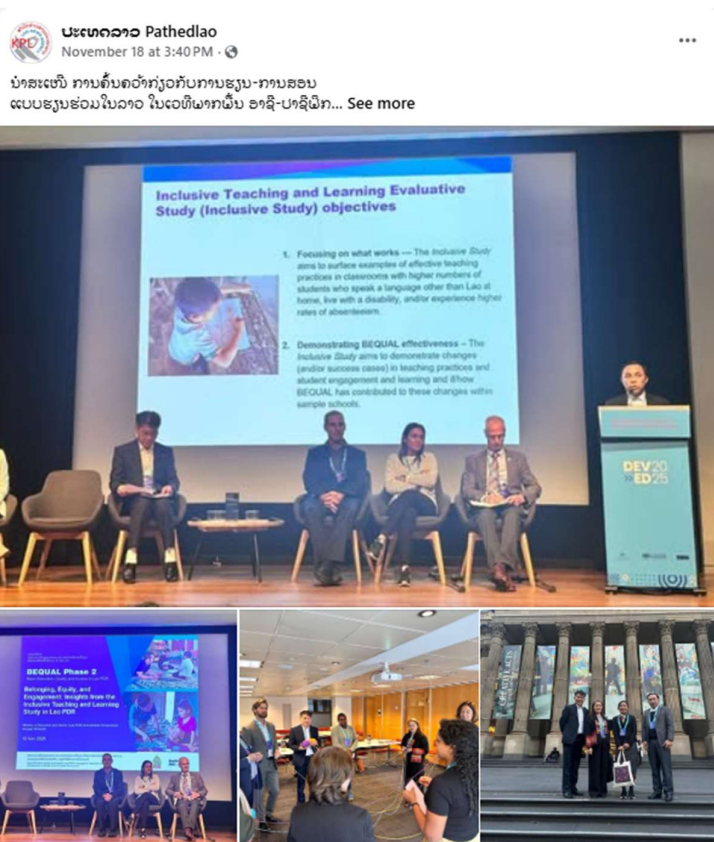 ປະເທດລາວ Pathedlao
November 18 at 3:40 PM ·
ນຳສະເໜີ ການຄົ້ນຄວ້າກ່ຽວກັບການຮຽນ-ການສອນ
ແບບຮຽນຮ່ວມໃນລາວ ໃນເວທີພາກພື້ນ ອາຊີ-ປາຊີຟິກ... See more
Inclusive Teaching and Learning Evaluative
Study (Inclusive Study) objectives
1. Focusing on what works — The Inclusive Study
aims to surface examples of effective teaching
practices in classrooms with higher numbers of
students who speak a language other than Lao at
home, live with a disability, and/or experience higher
rates of absenteeism.
2. Demonstrating BEQUAL effectiveness – The
Inclusive Study aims to demonstrate changes
(and/or success cases) in teaching practices and
student engagement and learning and if/how
BEQUAL has contributed to these changes within
sample schools.
DEV20
ED25
KPL
BEQUAL Phase 2
Belonging, Equity, and
Engagement: Insights from the
Inclusive Teaching and Learning
Study in Lao PDR